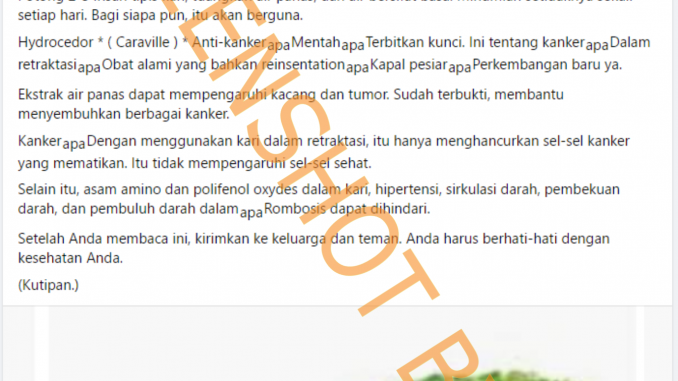 setiap hari. Bagi siapa pun, itu akan berguna.
Hydrocedor * ( Caraville ) * Anti-kanker apa Mentah apa Terbitkan kunci. Ini tentang kanker apa Dalam
retraktasi apa Obat alami yang bahkan reinsentation apa Kapal pesiar apa Perkembangan baru ya.
Ekstrak air panas dapat mempengaruhi kacang dan tumor. Sudah terbukti, membantu
menyembuhkan berbagai kanker.
Kanker apa Dengan menggunakan kari dalam retraktasi, itu hanya menghancurkan sel-sel kanker
yang mematikan. Itu tidak mempengaruhi sel-sel sehat.
Selain itu, asam amino dan polifenol oxydes dalam kari, hipertensi, sirkulasi darah, pembekuan
darah, dan pembuluh darah dalam apa Rombosis dapat dihindari.
Setelah Anda membaca ini, kirimkan ke keluarga dan teman. Anda harus berhati-hati dengan
kesehatan Anda.
(Kutipan.)
ENSHOT B